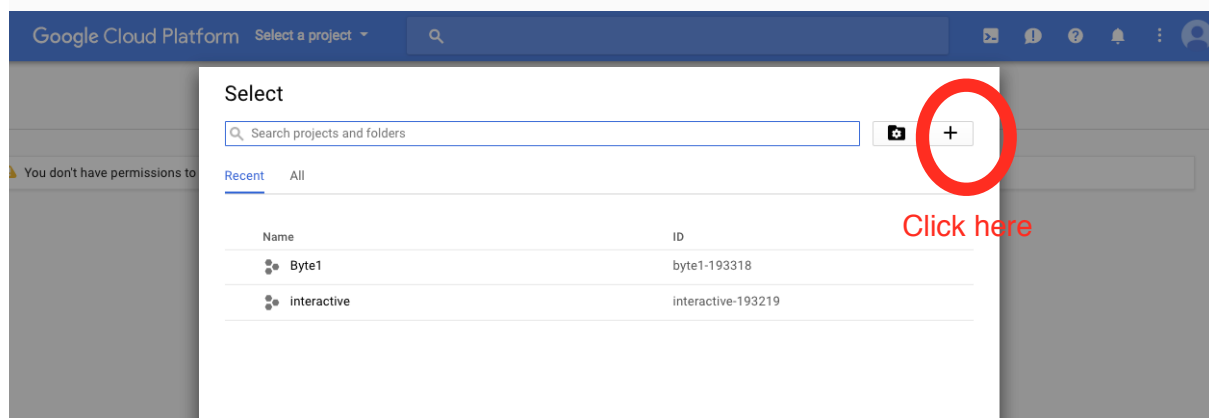 Google Cloud Platform Select a project
Select
Search projects and folders
You don't have permissions to
Recent All
Click here
Name ID
Byte1 byte1-193318
interactive interactive-193219